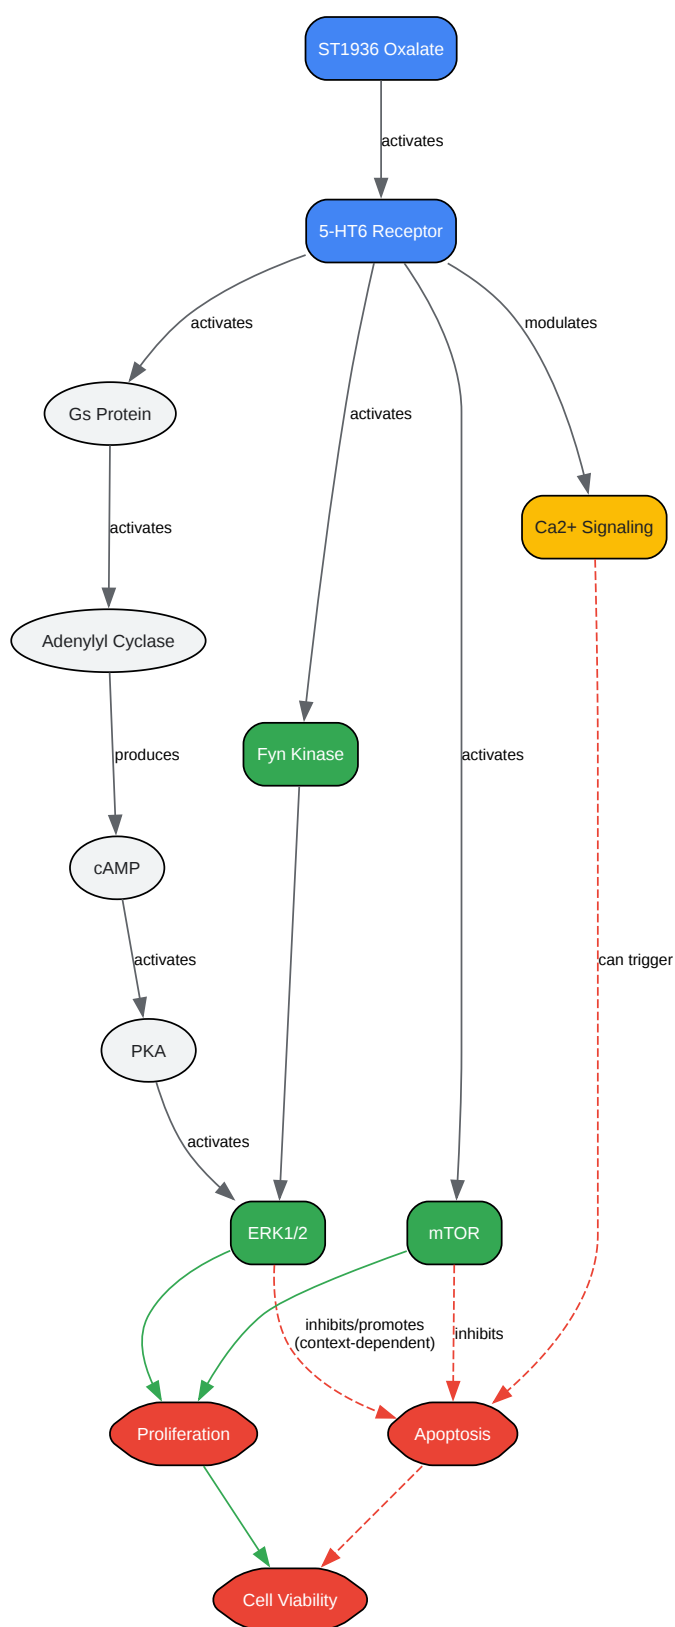 ST1936 Oxalate
activates
5-HT6 Receptor
activates
modulates
Gs Protein
activates
activates
Ca2+ Signaling
Adenylyl Cyclase
produces
Fyn Kinase
activates
cAMP
activates
can trigger
PKA
activates
ERK1/2
mTOR
inhibits/promotes
(context-dependent)
inhibits
Proliferation
Apoptosis
Cell Viability